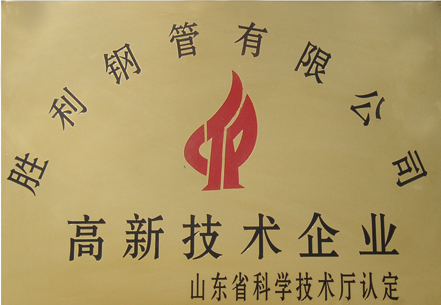 胜利钢管有限公司
高新技术企业
山东省科学技术厅认定